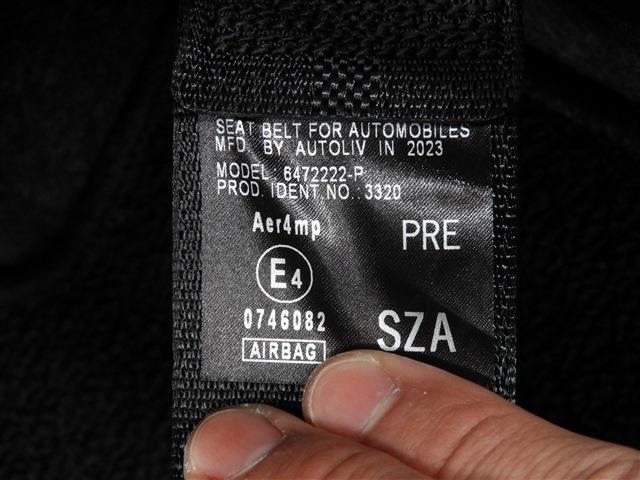 SEAT BELT FOR AUTOMOBILES
MFD. BY AUTOLIV IN 2023
MODEL: 6472222-P
PROD. IDENT.NO.:3320
Aer4mp
PRE
E4
0746082
SZA
AIRBAG